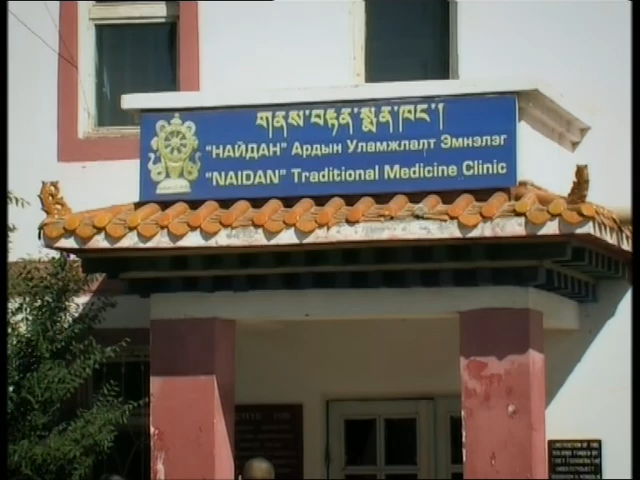 གནས་བརྟན་སྨན་ཁང་།
"НАЙДАН" Ардын Уламжлалт Эмнэлэг
"NAIDAN" Traditional Medicine Clinic